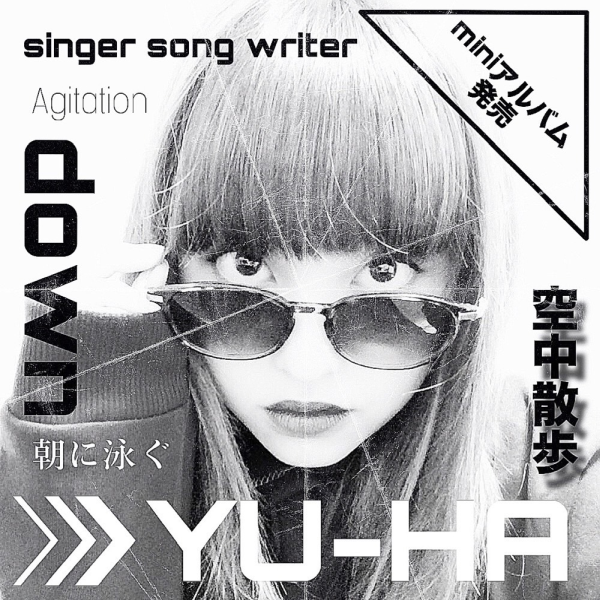 singer song writer
miniアルバム
発売
Agitation
down
空中散歩
朝に泳ぐ
YU-HA